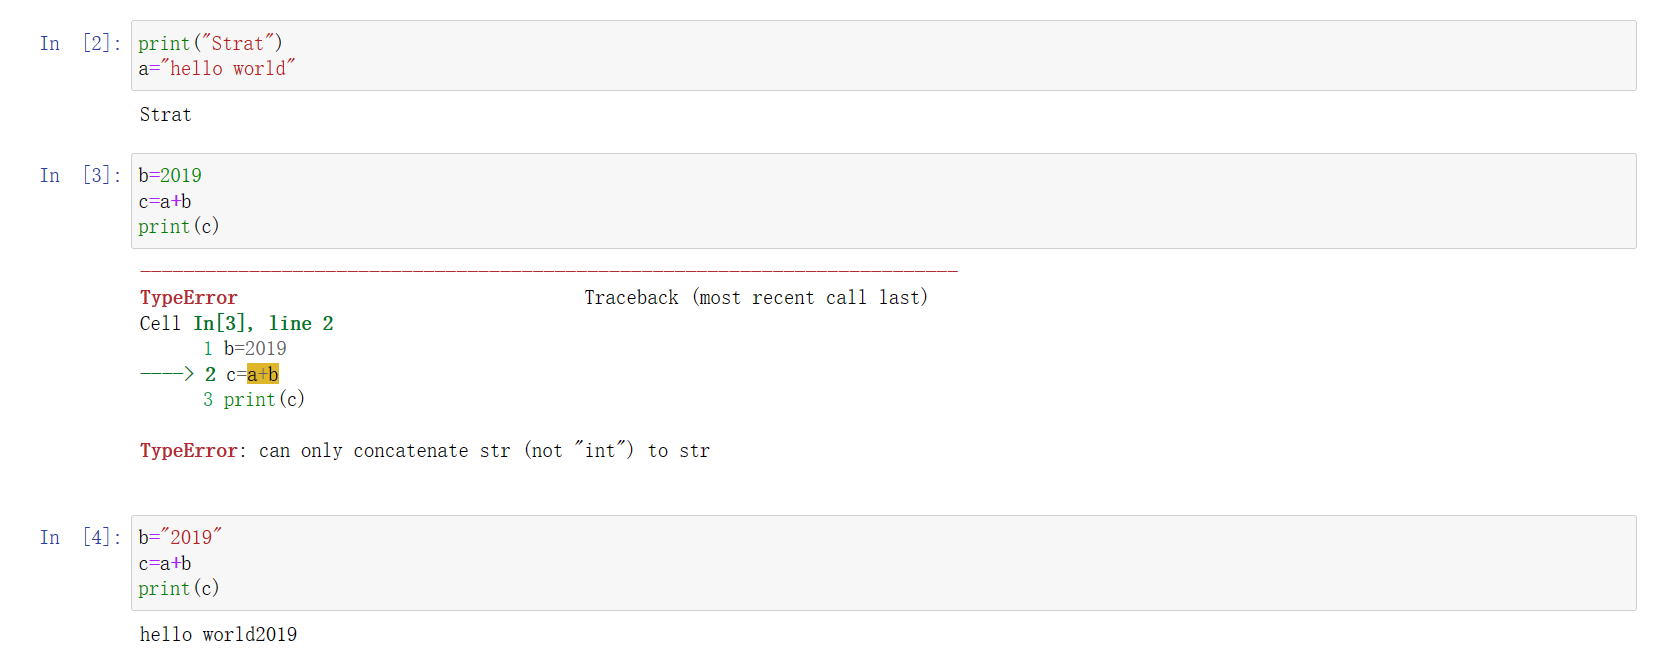 In [2]: print("Strat")
a="hello world"
Strat
In [3]: b=2019
c=a+b
print(c)
---------------------------------------------------------------------------
TypeError                                 Traceback (most recent call last)
Cell In[3], line 2
      1 b=2019
----> 2 c=a+b
      3 print(c)
TypeError: can only concatenate str (not "int") to str
In [4]: b="2019"
c=a+b
print(c)
hello world2019